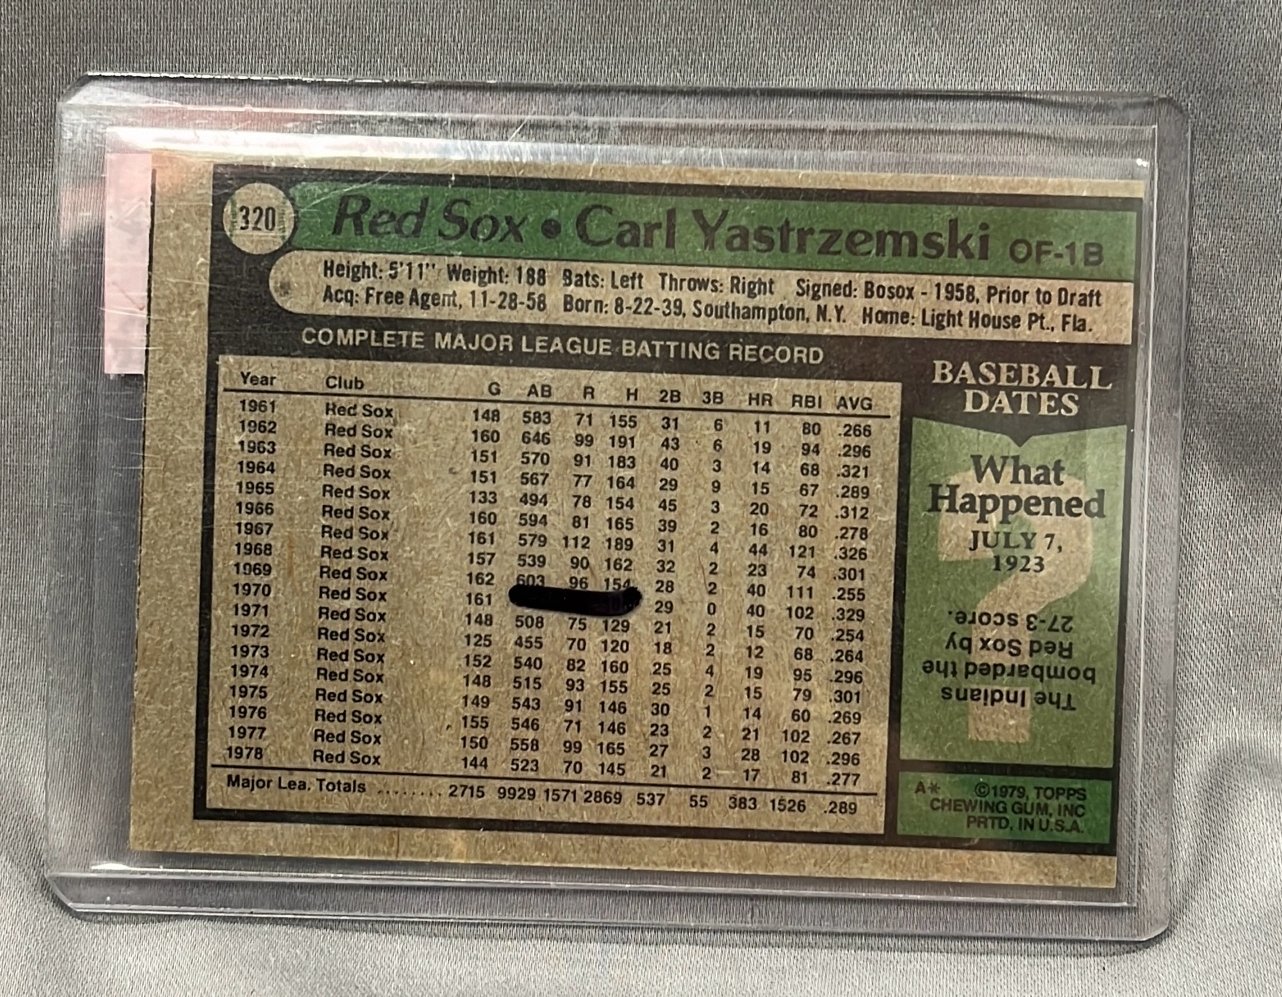 320 Red Sox • Carl Yastrzemski OF-1B
Height: 5'11" Weight: 188 Bats: Left Throws: Right Signed: Bosox - 1958, Prior to Draft
Acq: Free Agent, 11-28-58 Born: 8-22-39, Southampton, N.Y. Home: Light House Pt., Fla.
COMPLETE MAJOR LEAGUE BATTING RECORD
Year Club G AB R H 2B 3B HR RBI AVG
1961 Red Sox 148 583 71 155 31 6 11 80 .266
1962 Red Sox 160 646 99 191 43 6 19 94 .296
1963 Red Sox 151 570 91 183 40 3 14 68 .321
1964 Red Sox 151 567 77 164 29 9 15 67 .289
1965 Red Sox 133 494 78 154 45 3 20 72 .312
1966 Red Sox 160 594 81 165 39 2 16 80 .278
1967 Red Sox 161 579 112 189 31 4 44 121 .326
1968 Red Sox 157 539 90 162 32 2 23 74 .301
1969 Red Sox 162 603 96 154 28 2 40 111 .255
1970 Red Sox 161 29 0 40 102 .329
1971 Red Sox 148 508 75 129 21 2 15 70 .254
1972 Red Sox 125 455 70 120 18 2 12 68 .264
1973 Red Sox 152 540 82 160 25 4 19 95 .296
1974 Red Sox 148 515 93 155 25 2 15 79 .301
1975 Red Sox 149 543 91 146 30 1 14 60 .269
1976 Red Sox 155 546 71 146 23 2 21 102 .267
1977 Red Sox 150 558 99 165 27 3 28 102 .296
1978 Red Sox 144 523 70 145 21 2 17 81 .277
Major Lea. Totals ........ 2715 9929 1571 2869 537 55 383 1526 .289
BASEBALL
DATES
What
Happened
JULY 7,
1923
The Indians
bombarded the
Red Sox by
27-3 score.
A* ©1979, TOPPS
CHEWING GUM, INC
PRTD. IN U.S.A.